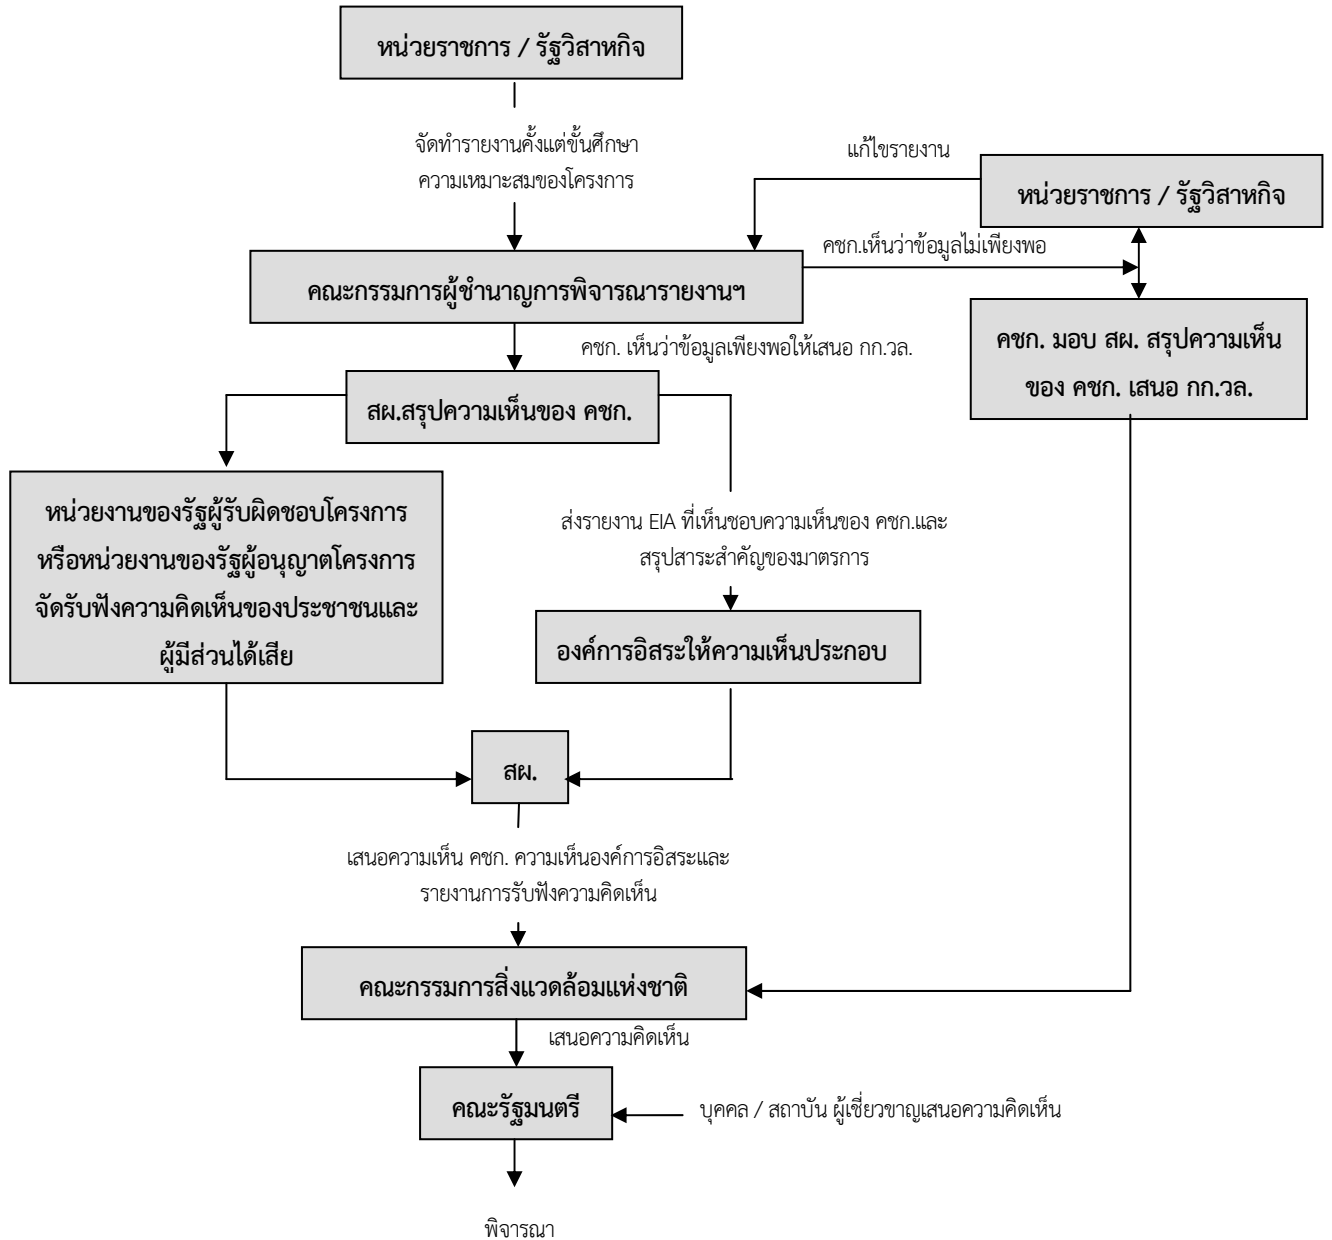 หน่วยราชการ / รัฐวิสาหกิจ
จัดทำรายงานคั้งแต่ขั้นศึกษา
ความเหมาะสมของโครงการ
แก้ไขรายงาน
หน่วยราชการ / รัฐวิสาหกิจ
คชก.เห็นว่าข้อมูลไม่เพียงพอ
คณะกรรมการผู้ชำนาญการพิจารณารายงานฯ
คชก. มอบ สผ. สรุปความเห็น
ของ คชก. เสนอ กก.วล.
คชก. เห็นว่าข้อมูลเพียงพอให้เสนอ กก.วล.
สผ.สรุปความเห็นของ คชก.
หน่วยงานของรัฐผู้รับผิดชอบโครงการ
หรือหน่วยงานของรัฐผู้อนุญาตโครงการ
จัดรับฟังความคิดเห็นของประชาชนและ
ผู้มีส่วนได้เสีย
ส่งรายงาน EIA ที่เห็นชอบความเห็นของ คชก.และ
สรุปสาระสำคัญของมาตรการ
องค์การอิสระให้ความเห็นประกอบ
สผ.
เสนอความเห็น คชก. ความเห็นองค์การอิสระและ
รายงานการรับฟังความคิดเห็น
คณะกรรมการสิ่งแวดล้อมแห่งชาติ
เสนอความคิดเห็น
คณะรัฐมนตรี
บุคคล / สถาบัน ผู้เชี่ยวขาญเสนอความคิดเห็น
พิจารณา